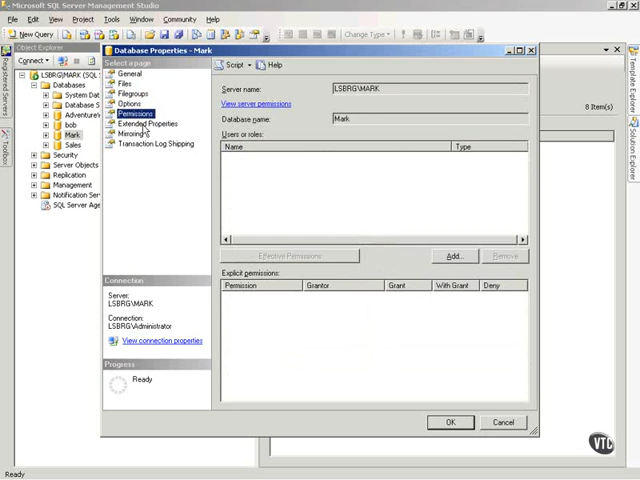 Microsoft SQL Server Management Studio
File Edit View Project Tools Window Community Help
New Query
Change Type
Object Explorer
Connect
LSBRG\MARK (SQL
Databases
System Dat
Database S
Adventure
bob
Mark
Sales
Security
Server Objects
Replication
Management
Notification Ser
SQL Server Age
Registered Servers
Toolbox
Template Explorer
Solution Explorer
8 Item(s)
Database Properties - Mark
Select a page
General
Files
Filegroups
Options
Permissions
Extended Properties
Mirroring
Transaction Log Shipping
Script
Help
Server name:
LSBRG\MARK
View server permissions
Database name:
Mark
Users or roles:
Name
Type
Effective Permissions
Add...
Remove
Explicit permissions:
Permission
Grantor
Grant
With Grant
Deny
Connection
Server:
LSBRG\MARK
Connection:
LSBRG\Administrator
View connection properties
Progress
Ready
OK
Cancel
VTC
Ready